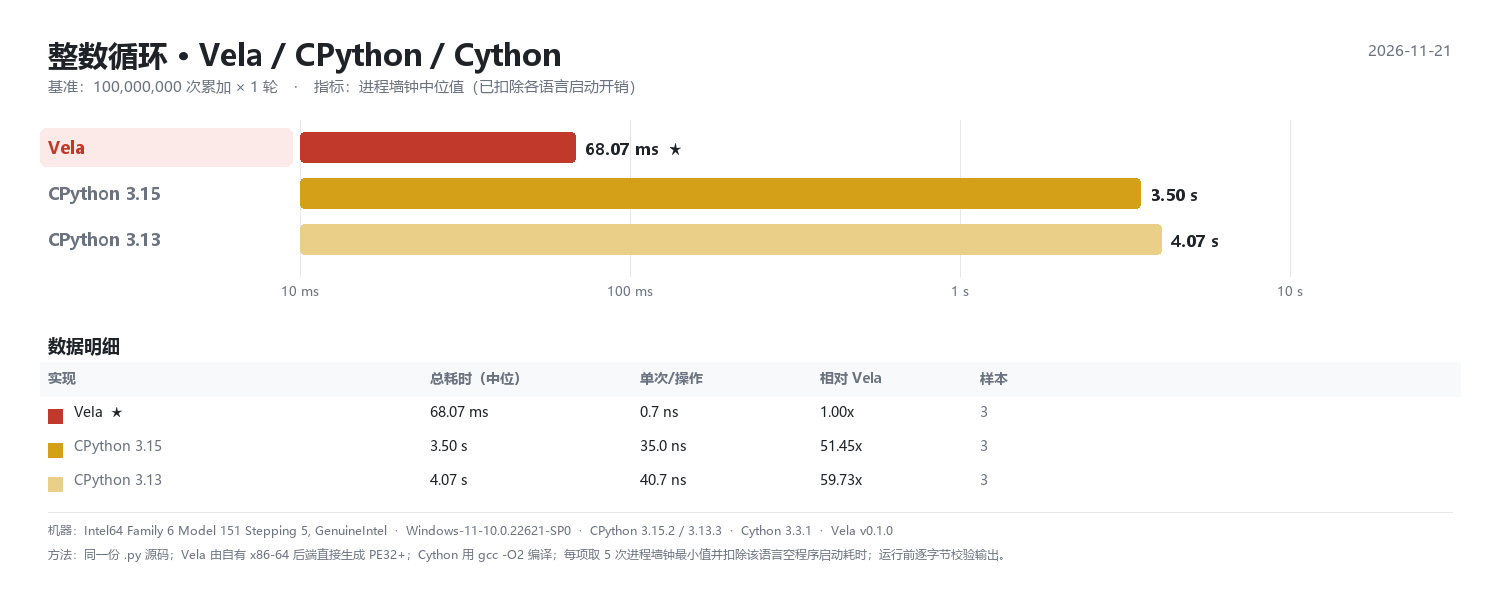 整数循环 • Vela / CPython / Cython
2026-11-21
基准：100,000,000 次累加 × 1 轮 · 指标：进程墙钟中位值（已扣除各语言启动开销）
Vela
68.07 ms ★
CPython 3.15
3.50 s
CPython 3.13
4.07 s
10 ms 100 ms 1 s 10 s
数据明细
实现 总耗时（中位） 单次/操作 相对 Vela 样本
Vela ★ 68.07 ms 0.7 ns 1.00x 3
CPython 3.15 3.50 s 35.0 ns 51.45x 3
CPython 3.13 4.07 s 40.7 ns 59.73x 3
机器：Intel64 Family 6 Model 151 Stepping 5, GenuineIntel · Windows-11-10.0.22621-SP0 · CPython 3.15.2 / 3.13.3 · Cython 3.3.1 · Vela v0.1.0
方法：同一份 .py 源码；Vela 由自有 x86-64 后端直接生成 PE32+；Cython 用 gcc -O2 编译；每项取 5 次进程墙钟最小值并扣除该语言空程序启动耗时；运行前逐字节校验输出。